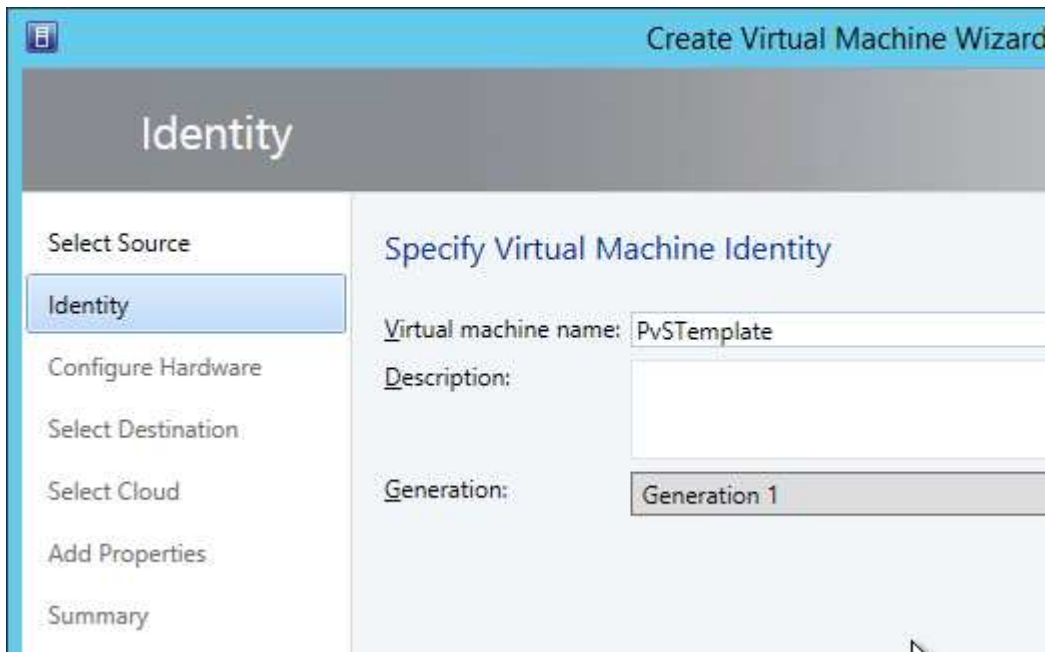 Create Virtual Machine Wizard
Identity
Select Source
Identity
Configure Hardware
Select Destination
Select Cloud
Add Properties
Summary
Specify Virtual Machine Identity
Virtual machine name: PvSTemplate
Description:
Generation: Generation 1